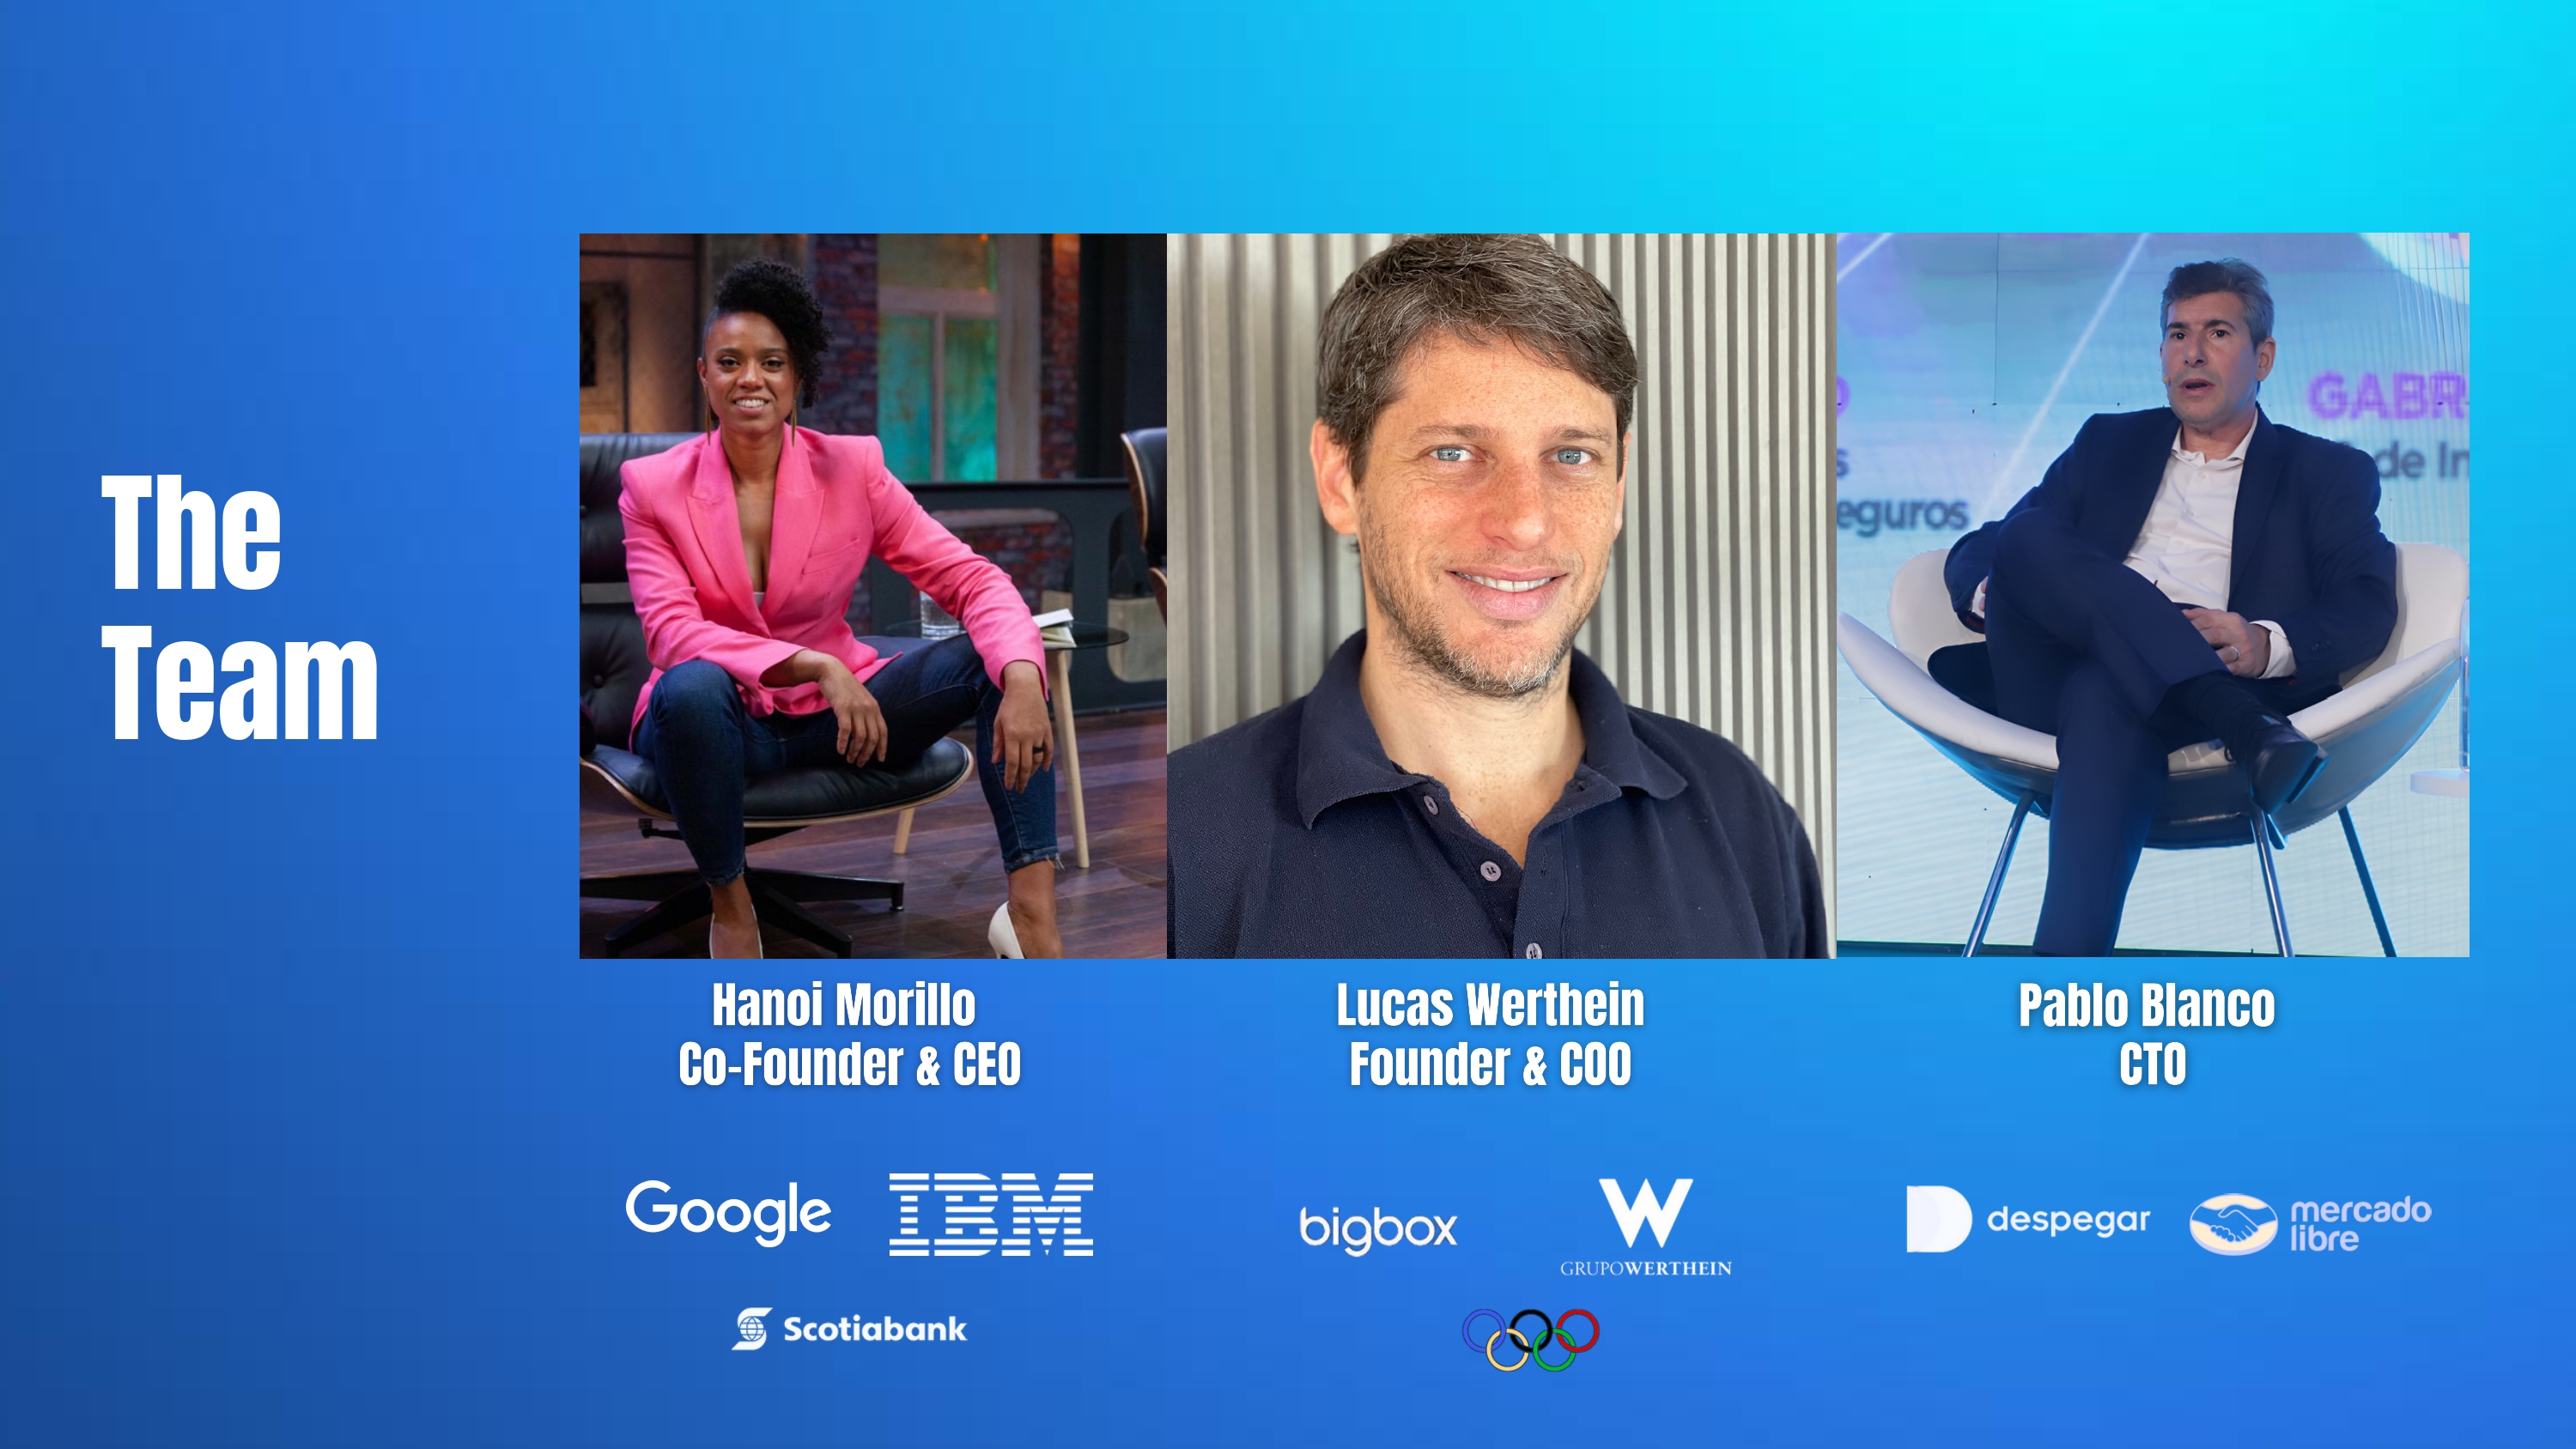 The
Team
GABR
de In
eguros
Hanoi Morillo
Co-Founder & CEO
Lucas Werthein
Founder & COO
Pablo Blanco
CTO
Google
IBM
Scotiabank
bigbox
W
GRUPOWERTHEIN
despegar
mercado
libre